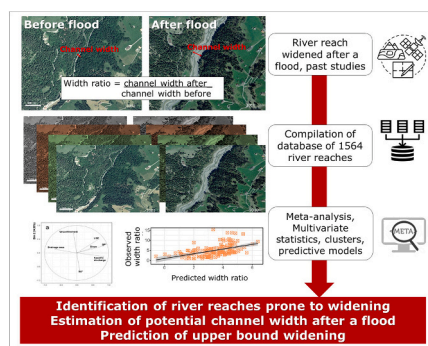 Before flood
After flood
Channel width
Channel width
Width ratio = channel width after
channel width before
River reach
widened after a
flood, past studies
Compilation of
database of 1564
river reaches
Meta-analysis,
Multivariate
statistics, clusters,
predictive models
META
a
Observed
width ratio
Predicted width ratio
Identification of river reaches prone to widening
Estimation of potential channel width after a flood
Prediction of upper bound widening